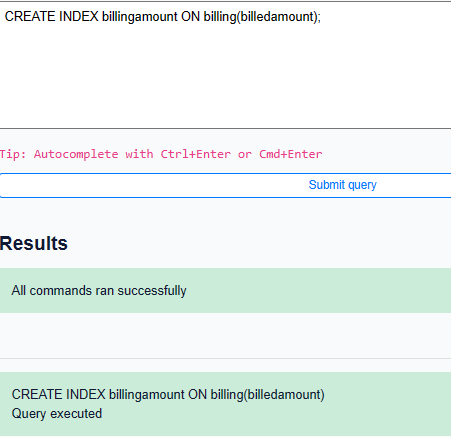 CREATE INDEX billingamount ON billing(billedamount);
Tip: Autocomplete with Ctrl+Enter or Cmd+Enter
Submit query
Results
All commands ran successfully
CREATE INDEX billingamount ON billing(billedamount)
Query executed